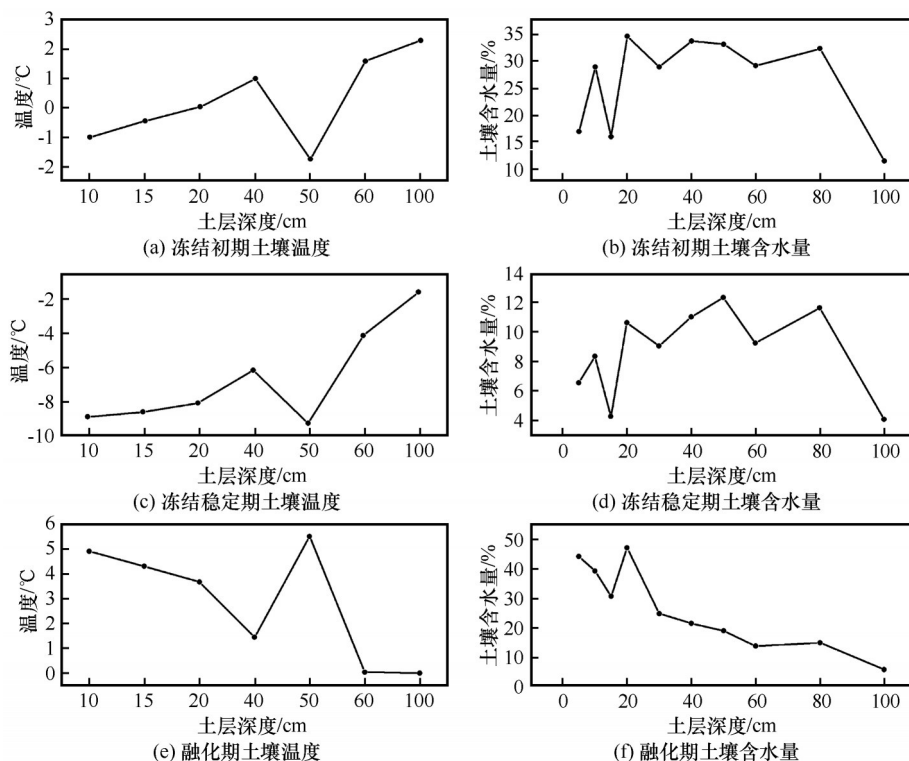 温度/℃
3
2
1
0
-1
-2
10 15 20 40 50 60 100
土层深度/cm
(a) 冻结初期土壤温度
土壤含水量/%
35
30
25
20
15
10
0 20 40 60 80 100
土层深度/cm
(b) 冻结初期土壤含水量
温度/℃
-2
-4
-6
-8
-10
10 15 20 40 50 60 100
土层深度/cm
(c) 冻结稳定期土壤温度
土壤含水量/%
14
12
10
8
6
4
0 20 40 60 80 100
土层深度/cm
(d) 冻结稳定期土壤含水量
温度/℃
6
5
4
3
2
1
0
10 15 20 40 50 60 100
土层深度/cm
(e) 融化期土壤温度
土壤含水量/%
50
40
30
20
10
0
0 20 40 60 80 100
土层深度/cm
(f) 融化期土壤含水量